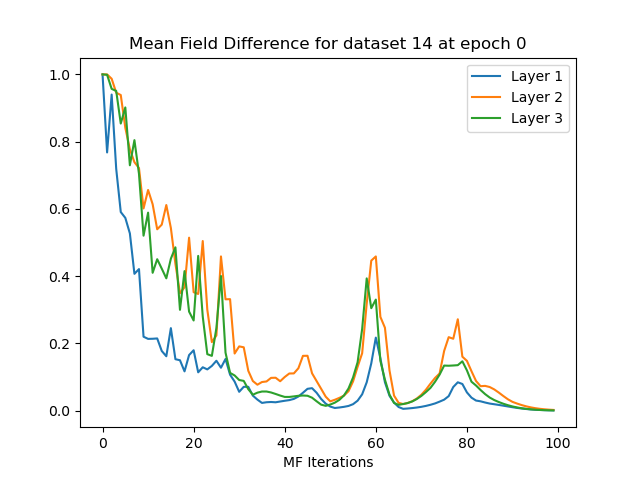 Mean Field Difference for dataset 14 at epoch 0
1.0
0.8
0.6
0.4
0.2
0.0
Layer 1
Layer 2
Layer 3
0 20 40 60 80 100
MF Iterations